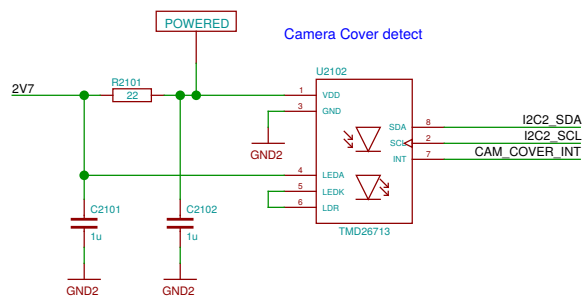 POWERED
Camera Cover detect
2V7
R2101
22
U2102
1 VDD
3 GND
SDA 8 I2C2_SDA
SCL 2 I2C2_SCL
INT 7 CAM_COVER_INT
GND2
4 LEDA
5 LEDK
6 LDR
TMD26713
C2101
1u
C2102
1u
GND2
GND2